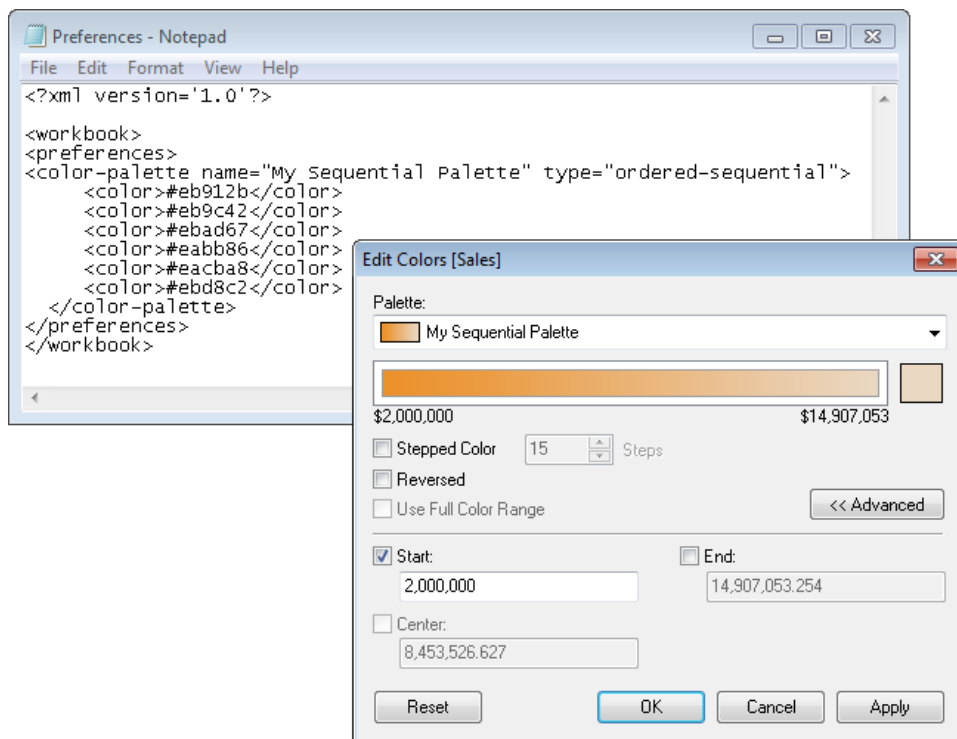 Preferences - Notepad
File Edit Format View Help
<?xml version='1.0'?>
<workbook>
<preferences>
<color-palette name="My Sequential Palette" type="ordered-sequential">
<color>#eb912b</color>
<color>#eb9c42</color>
<color>#ebad67</color>
<color>#eabb86</color>
<color>#eacba8</color>
<color>#ebd8c2</color>
</color-palette>
</preferences>
</workbook>
Edit Colors [Sales]
Palette:
My Sequential Palette
$2,000,000 $14,907,053
Stepped Color 15 Steps
Reversed
Use Full Color Range << Advanced
Start: End:
2,000,000 14,907,053.254
Center:
8,453,526.627
Reset OK Cancel Apply